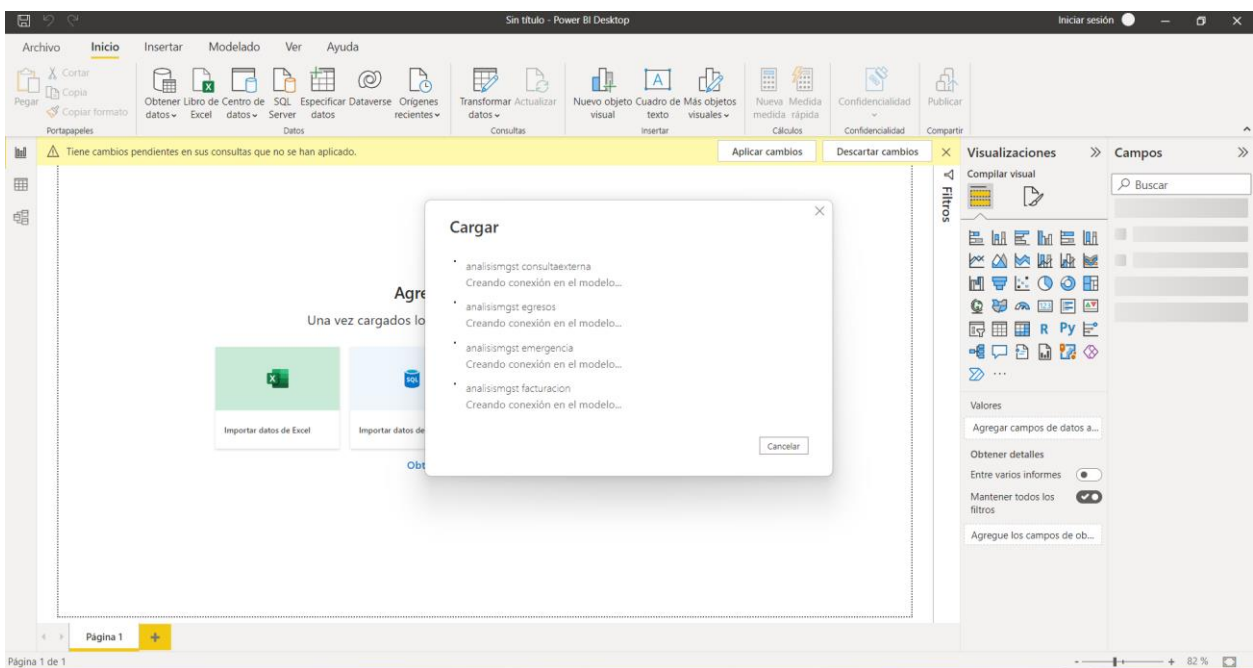 Sin título - Power BI Desktop
Iniciar sesión
Archivo Inicio Insertar Modelado Ver Ayuda
Pegar
Cortar
Copia
Copiar formato
Portapapeles
Obtener datos
Libro de Excel
Centro de datos
SQL Server
Especificar datos
Dataverse
Orígenes recientes
Datos
Transformar datos
Actualizar
Consultas
Nuevo objeto visual
Cuadro de texto
Más objetos visuales
Insertar
Nueva medida
Medida rápida
Cálculos
Confidencialidad
Confidencialidad
Publicar
Compartir
Tiene cambios pendientes en sus consultas que no se han aplicado.
Aplicar cambios
Descartar cambios
Agre
Una vez cargados lo
Importar datos de Excel
SQL
Importar datos de
Obt
Cargar
analisismgst consultaexterna
Creando conexión en el modelo...
analisismgst egresos
Creando conexión en el modelo...
analisismgst emergencia
Creando conexión en el modelo...
analisismgst facturacion
Creando conexión en el modelo...
Cancelar
Filtros
Visualizaciones
Compilar visual
123
R Py
Valores
Agregar campos de datos a...
Obtener detalles
Entre varios informes
Mantener todos los
filtros
Agregue los campos de ob...
Campos
Buscar
Página 1
Página 1 de 1
82 %